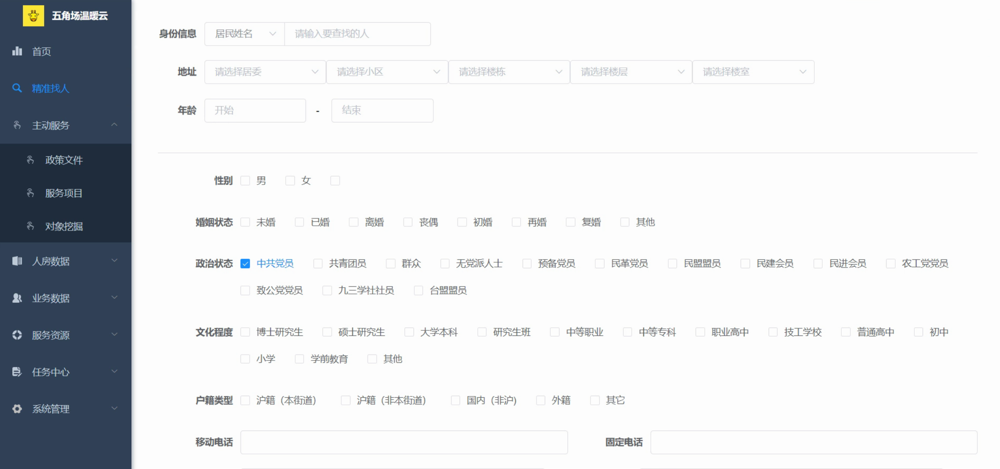 五角场温暖云
首页
精准找人
主动服务
政策文件
服务项目
对象挖掘
人房数据
业务数据
服务资源
任务中心
系统管理
身份信息 居民姓名 请输入要查找的人
地址 请选择居委 请选择小区 请选择楼栋 请选择楼层 请选择楼室
年龄 开始 - 结束
性别 男 女
婚姻状态 未婚 已婚 离婚 丧偶 初婚 再婚 复婚 其他
政治状态 中共党员 共青团员 群众 无党派人士 预备党员 民革党员 民盟盟员 民建会员 民进会员 农工党党员
致公党党员 九三学社社员 台盟盟员
文化程度 博士研究生 硕士研究生 大学本科 研究生班 中等职业 中等专科 职业高中 技工学校 普通高中 初中
小学 学前教育 其他
户籍类型 沪籍（本街道） 沪籍（非本街道） 国内（非沪） 外籍 其它
移动电话 固定电话